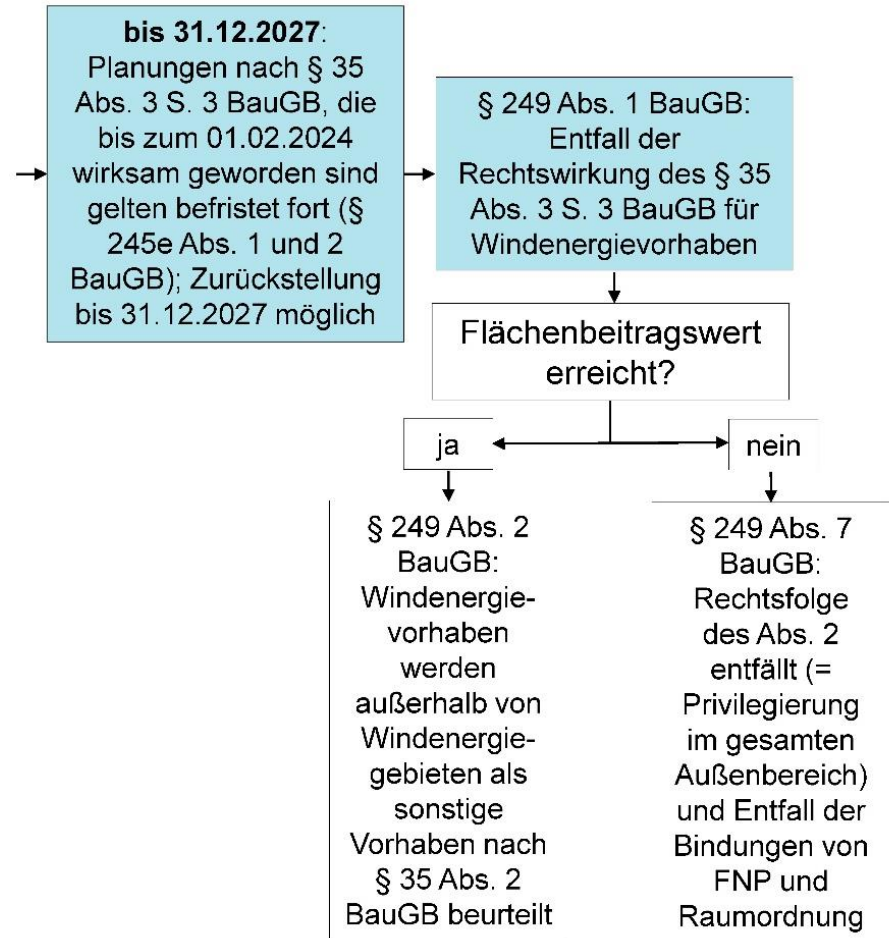 bis 31.12.2027:
Planungen nach § 35
Abs. 3 S. 3 BauGB, die
bis zum 01.02.2024
wirksam geworden sind
gelten befristet fort (§
245e Abs. 1 und 2
BauGB); Zurückstellung
bis 31.12.2027 möglich
§ 249 Abs. 1 BauGB:
Entfall der
Rechtswirkung des § 35
Abs. 3 S. 3 BauGB für
Windenergievorhaben
Flächenbeitragswert
erreicht?
ja
nein
§ 249 Abs. 2
BauGB:
Windenergie-
vorhaben
werden
außerhalb von
Windenergie-
gebieten als
sonstige
Vorhaben nach
§ 35 Abs. 2
BauGB beurteilt
§ 249 Abs. 7
BauGB:
Rechtsfolge
des Abs. 2
entfällt (=
Privilegierung
im gesamten
Außenbereich)
und Entfall der
Bindungen von
FNP und
Raumordnung